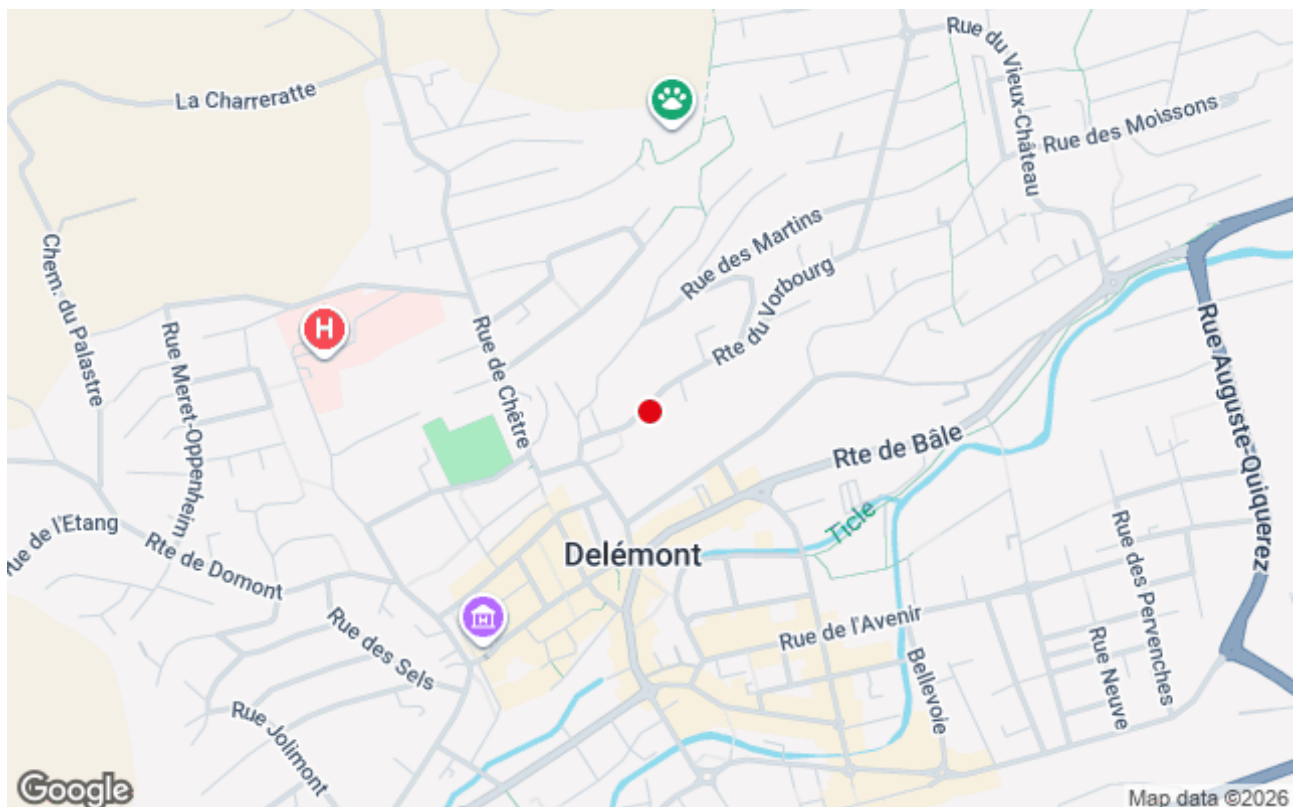 Rue du Vieux-Château
La Charreratte
Rue des Moissons
Chem. du Palastre
Rue des Martins
Rte du Vorbourg
H
Rue Meret-Oppenheim
Rue de Chêtre
Rue Auguste-Quiquerez
Rte de Bâle
Rue de l'Etang
Rte de Domont
Ticle
Delémont
Rue des Pervenches
Rue de l'Avenir
Rue des Sels
Bellevoie
Rue Neuve
Rue Jolimont
Google
Map data ©2026